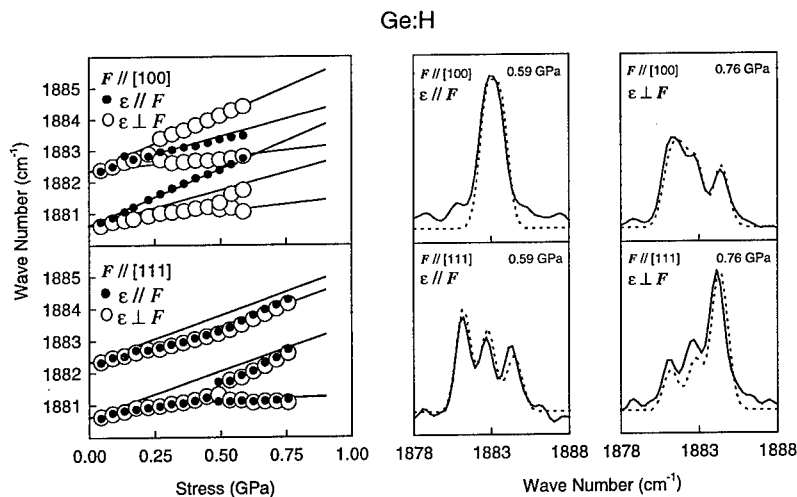 Ge:H
F // [100]
● ε // F
○ ε ⊥ F
1885
1884
1883
1882
1881
F // [111]
● ε // F
○ ε ⊥ F
1885
1884
1883
1882
1881
0.00 0.25 0.50 0.75 1.00
Stress (GPa)
Wave Number (cm⁻¹)
F // [100] 0.59 GPa
ε // F
F // [100] 0.76 GPa
ε ⊥ F
F // [111] 0.59 GPa
ε // F
F // [111] 0.76 GPa
ε ⊥ F
1878 1883 1888
1878 1883 1888
Wave Number (cm⁻¹)